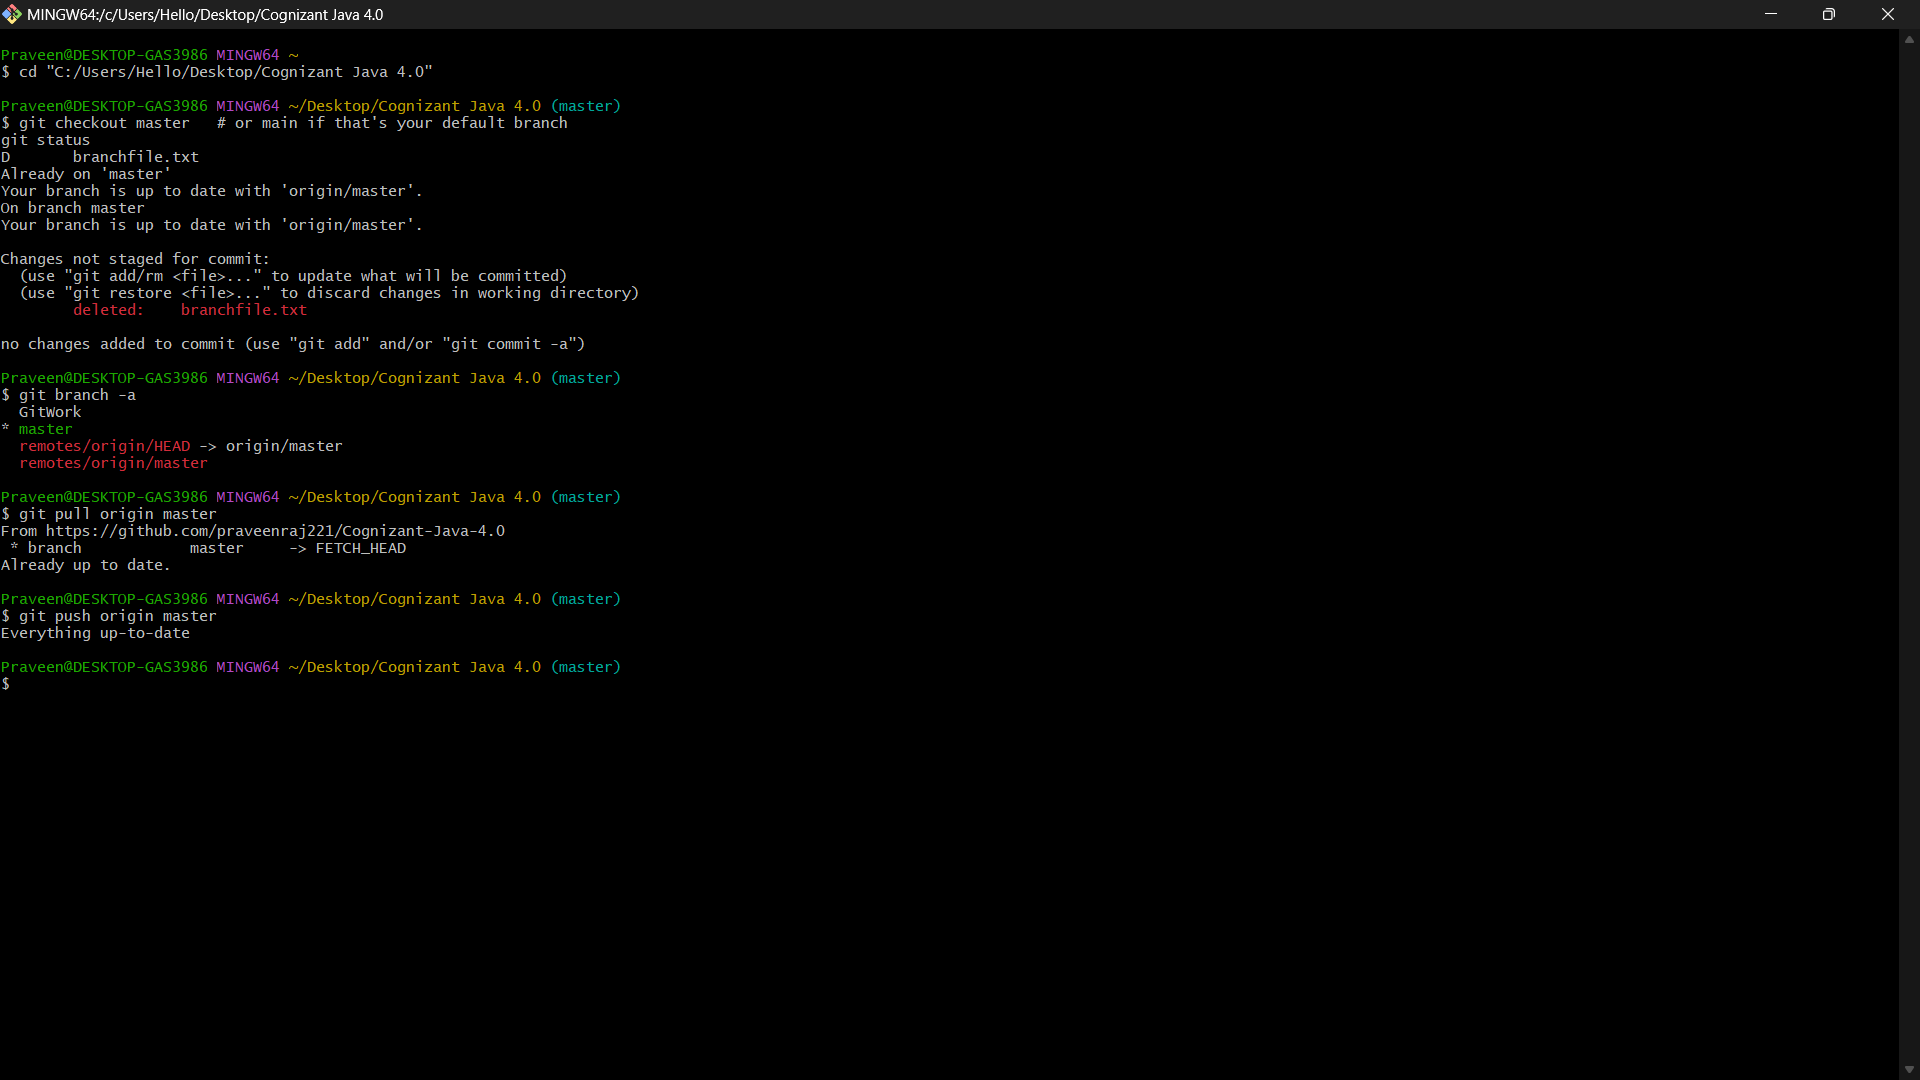 MINGW64:/c/Users/Hello/Desktop/Cognizant Java 4.0
Praveen@DESKTOP-GAS3986 MINGW64 ~
$ cd "C:/Users/Hello/Desktop/Cognizant Java 4.0"
Praveen@DESKTOP-GAS3986 MINGW64 ~/Desktop/Cognizant Java 4.0 (master)
$ git checkout master   # or main if that's your default branch
git status
D       branchfile.txt
Already on 'master'
Your branch is up to date with 'origin/master'.
On branch master
Your branch is up to date with 'origin/master'.
Changes not staged for commit:
  (use "git add/rm <file>..." to update what will be committed)
  (use "git restore <file>..." to discard changes in working directory)
        deleted:    branchfile.txt
no changes added to commit (use "git add" and/or "git commit -a")
Praveen@DESKTOP-GAS3986 MINGW64 ~/Desktop/Cognizant Java 4.0 (master)
$ git branch -a
  GitWork
* master
  remotes/origin/HEAD -> origin/master
  remotes/origin/master
Praveen@DESKTOP-GAS3986 MINGW64 ~/Desktop/Cognizant Java 4.0 (master)
$ git pull origin master
From https://github.com/praveenraj221/Cognizant-Java-4.0
 * branch            master     -> FETCH_HEAD
Already up to date.
Praveen@DESKTOP-GAS3986 MINGW64 ~/Desktop/Cognizant Java 4.0 (master)
$ git push origin master
Everything up-to-date
Praveen@DESKTOP-GAS3986 MINGW64 ~/Desktop/Cognizant Java 4.0 (master)
$